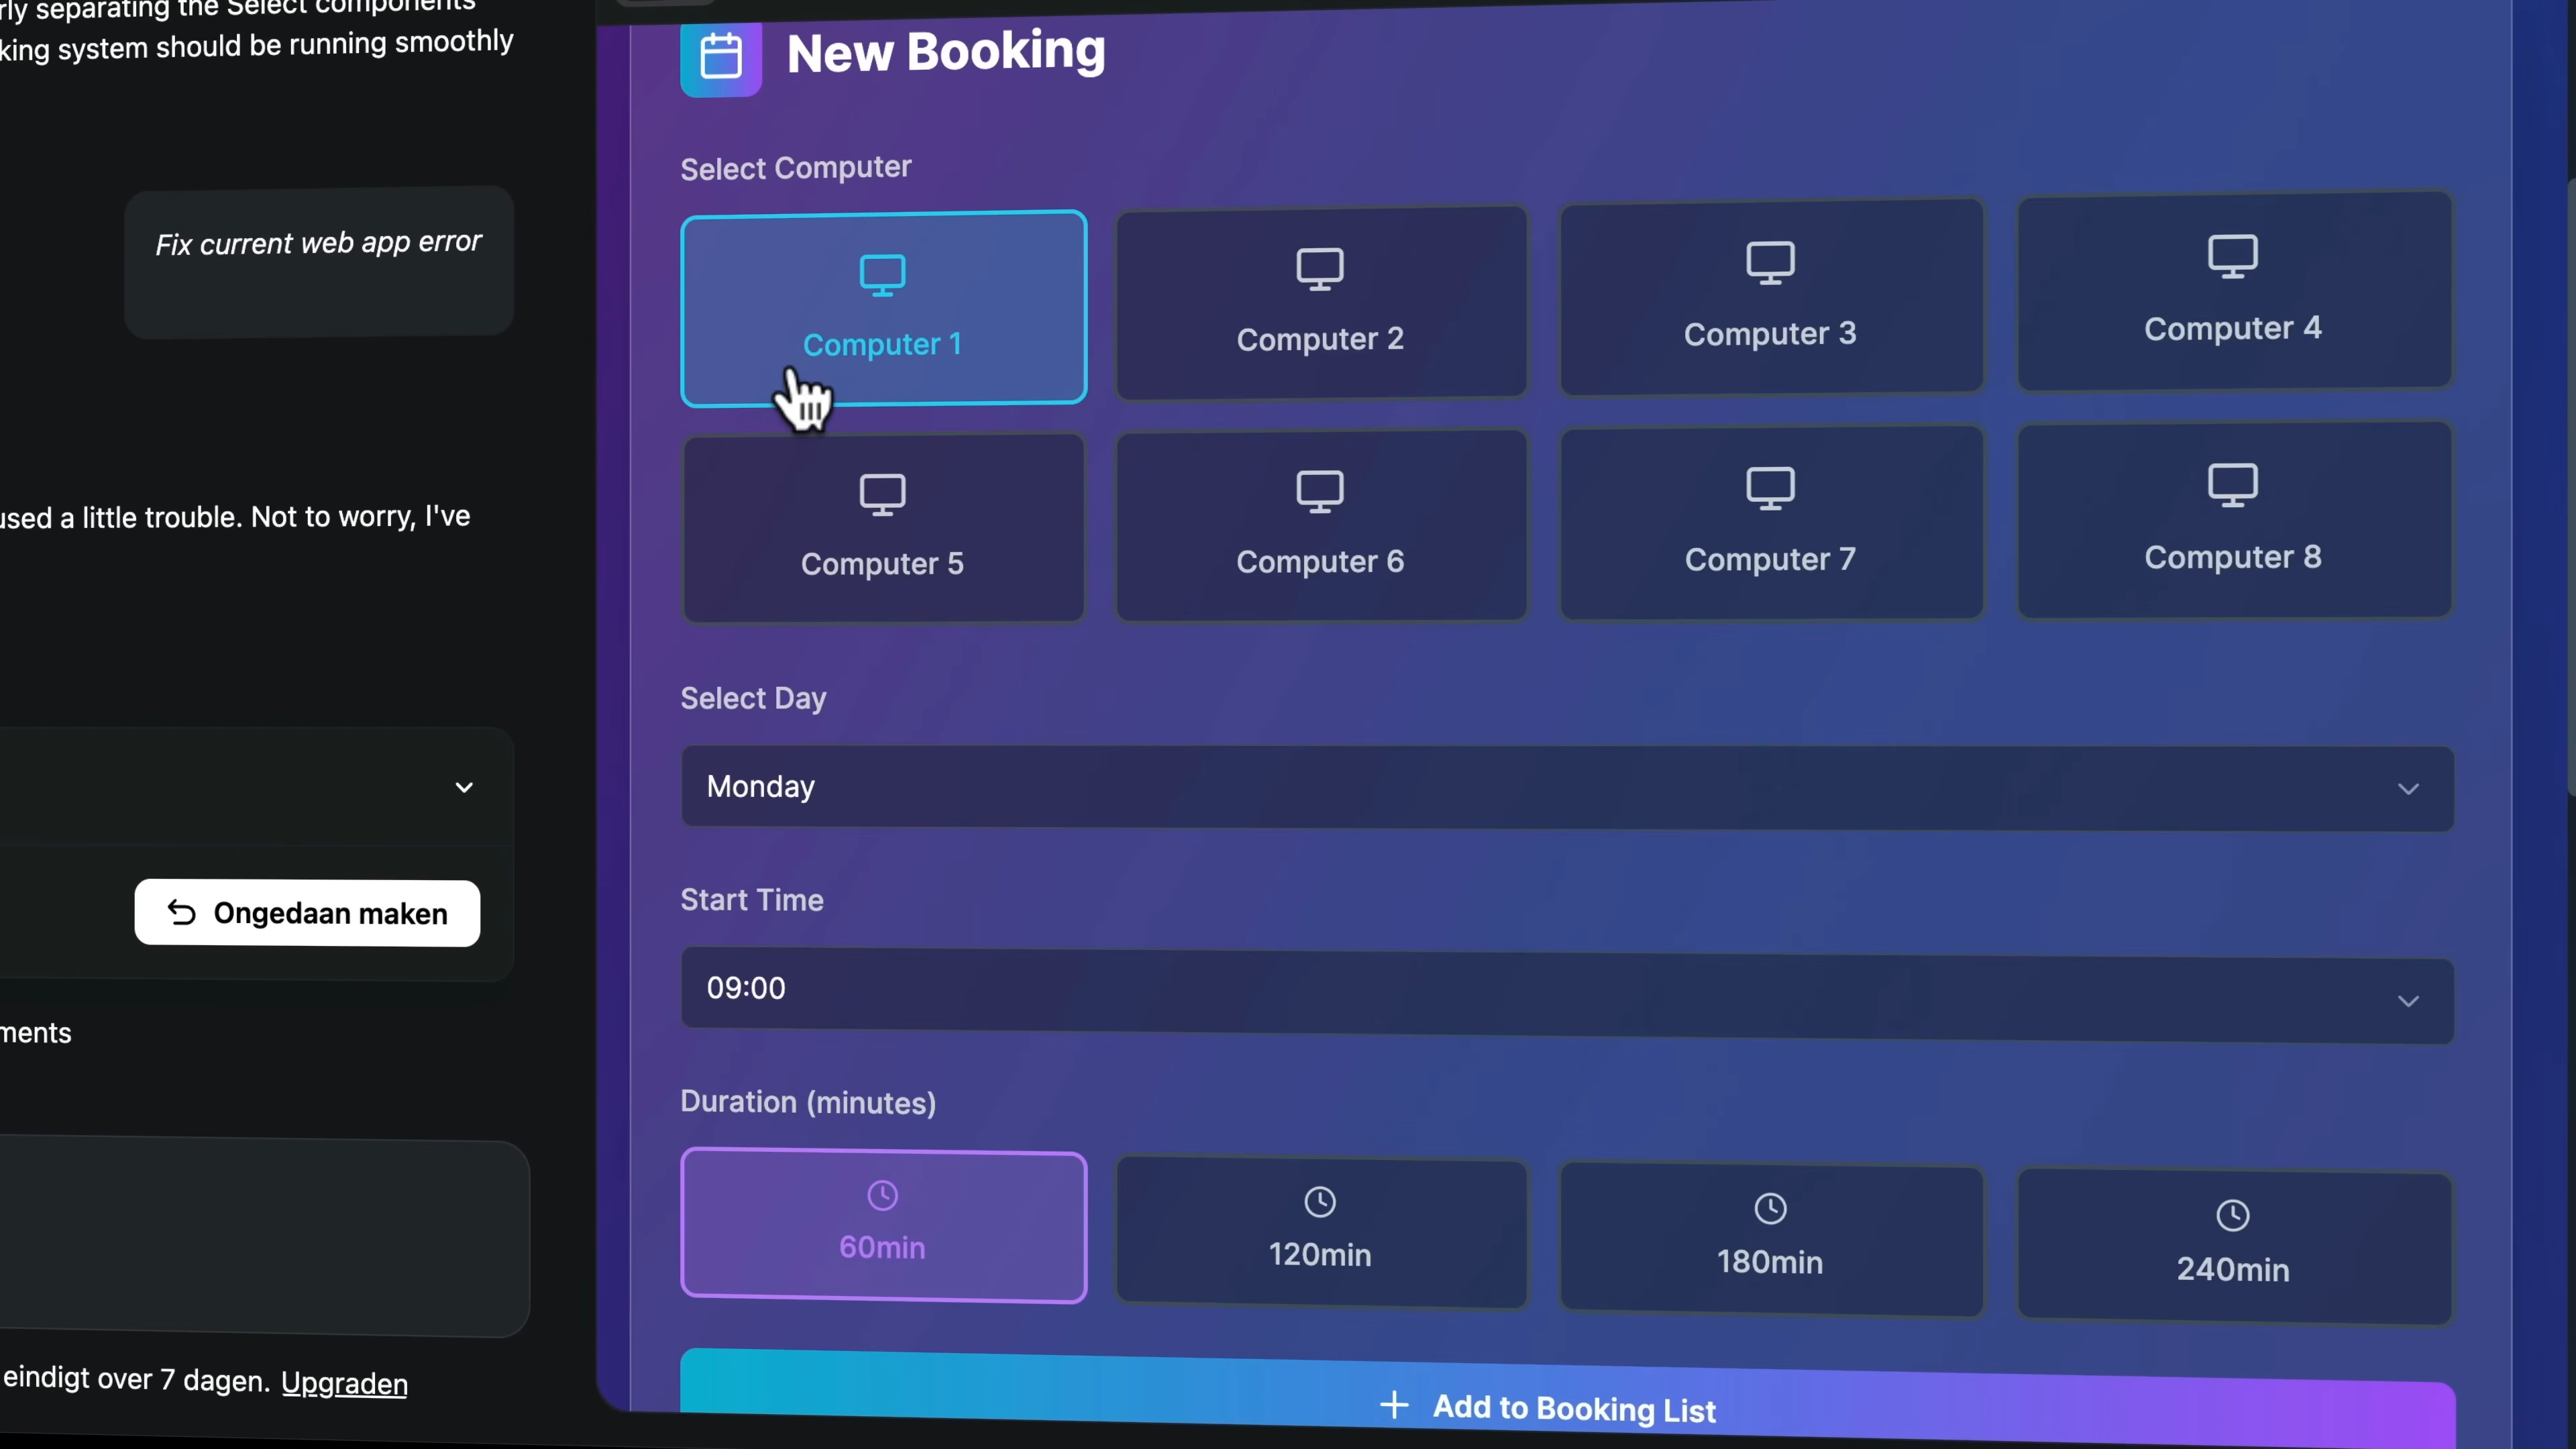 rly separating the Select components
king system should be running smoothly
Fix current web app error
used a little trouble. Not to worry, I've
Ongedaan maken
ments
eindigt over 7 dagen. Upgraden
New Booking
Select Computer
Computer 1
Computer 2
Computer 3
Computer 4
Computer 5
Computer 6
Computer 7
Computer 8
Select Day
Monday
Start Time
09:00
Duration (minutes)
60min
120min
180min
240min
Add to Booking List